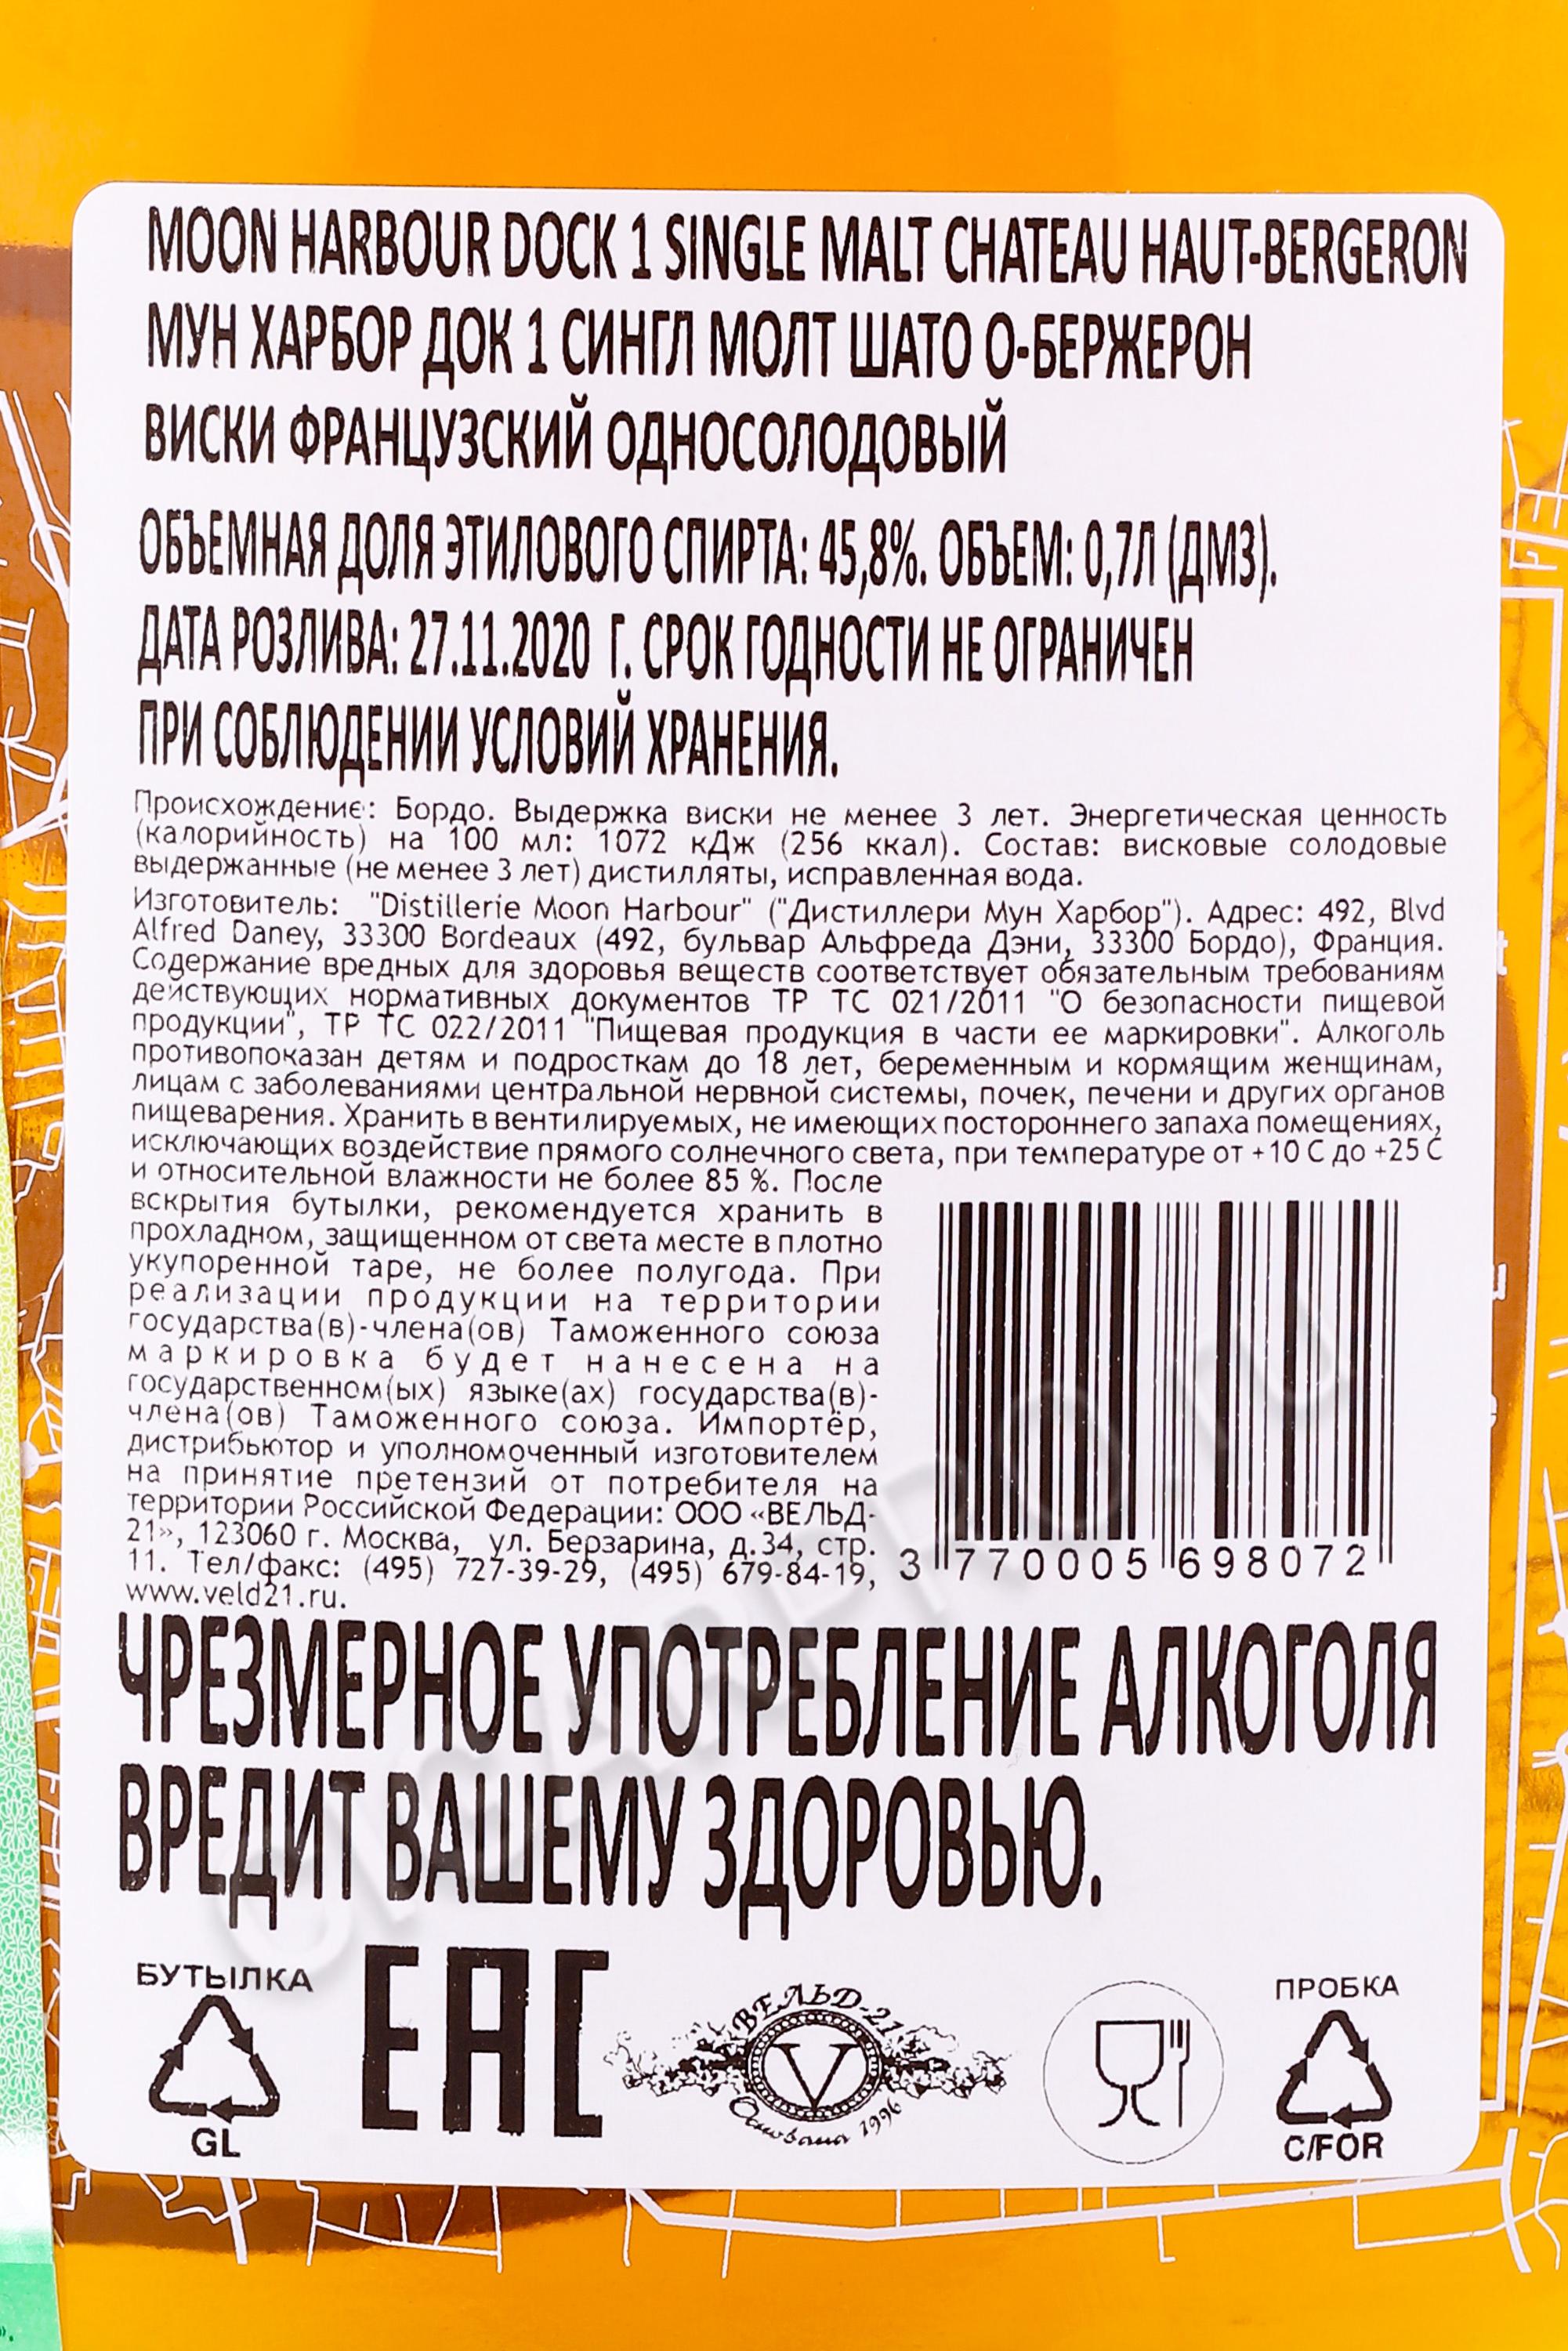 MOON HARBOUR DOCK 1 SINGLE MALT CHATEAU HAUT-BERGERON
МУН ХАРБОР ДОК 1 СИНГЛ МОЛТ ШАТО О-БЕРЖЕРОН
ВИСКИ ФРАНЦУЗСКИЙ ОДНОСОЛОДОВЫЙ
ОБЪЕМНАЯ ДОЛЯ ЭТИЛОВОГО СПИРТА: 45,8%. ОБЪЕМ: 0,7Л (ДМ3).
ДАТА РОЗЛИВА: 27.11.2020 Г. СРОК ГОДНОСТИ НЕ ОГРАНИЧЕН
ПРИ СОБЛЮДЕНИИ УСЛОВИЙ ХРАНЕНИЯ.
Происхождение: Бордо. Выдержка виски не менее 3 лет. Энергетическая ценность
(калорийность) на 100 мл: 1072 кДж (256 ккал). Состав: висковые солодовые
выдержанные (не менее 3 лет) дистилляты, исправленная вода.
Изготовитель: "Distillerie Moon Harbour" ("Дистиллери Мун Харбор"). Адрес: 492, Blvd
Alfred Daney, 33300 Bordeaux (492, бульвар Альфреда Дэни, 33300 Бордо), Франция.
Содержание вредных для здоровья веществ соответствует обязательным требованиям
действующих нормативных документов ТР ТС 021/2011 "О безопасности пищевой
продукции", ТР ТС 022/2011 "Пищевая продукция в части ее маркировки". Алкоголь
противопоказан детям и подросткам до 18 лет, беременным и кормящим женщинам,
лицам с заболеваниями центральной нервной системы, почек, печени и других органов
пищеварения. Хранить в вентилируемых, не имеющих постороннего запаха помещениях,
исключающих воздействие прямого солнечного света, при температуре от +10 С до +25 С
и относительной влажности не более 85 %. После
вскрытия бутылки, рекомендуется хранить в
прохладном, защищенном от света месте в плотно
укупоренной таре, не более полугода. При
реализации продукции на территории
государства(в)-члена(ов) Таможенного союза
маркировка будет нанесена на
государственном(ых) языке(ах) государства(в)-
члена(ов) Таможенного союза. Импортёр,
дистрибьютор и уполномоченный изготовителем
на принятие претензий от потребителя на
территории Российской Федерации: ООО «ВЕЛЬД-
21», 123060 г. Москва, ул. Берзарина, д.34, стр.
11. Тел/факс: (495) 727-39-29, (495) 679-84-19,
www.veld21.ru.
3 770005 698072
ЧРЕЗМЕРНОЕ УПОТРЕБЛЕНИЕ АЛКОГОЛЯ
ВРЕДИТ ВАШЕМУ ЗДОРОВЬЮ.
БУТЫЛКА
GL
EAC
ВЕЛЬД-21
V
Основана 1996
ПРОБКА
C/FOR